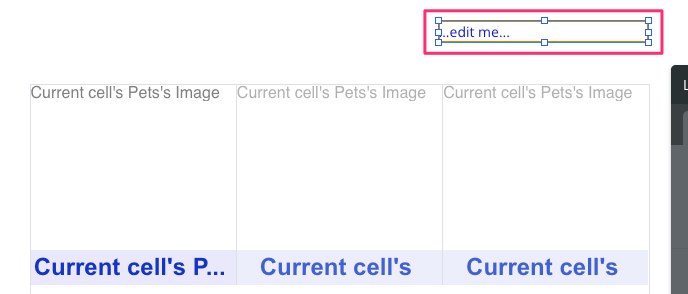 ...edit me...
Current cell's Pets's Image
Current cell's Pets's Image
Current cell's Pets's Image
Current cell's P...
Current cell's
Current cell's
L